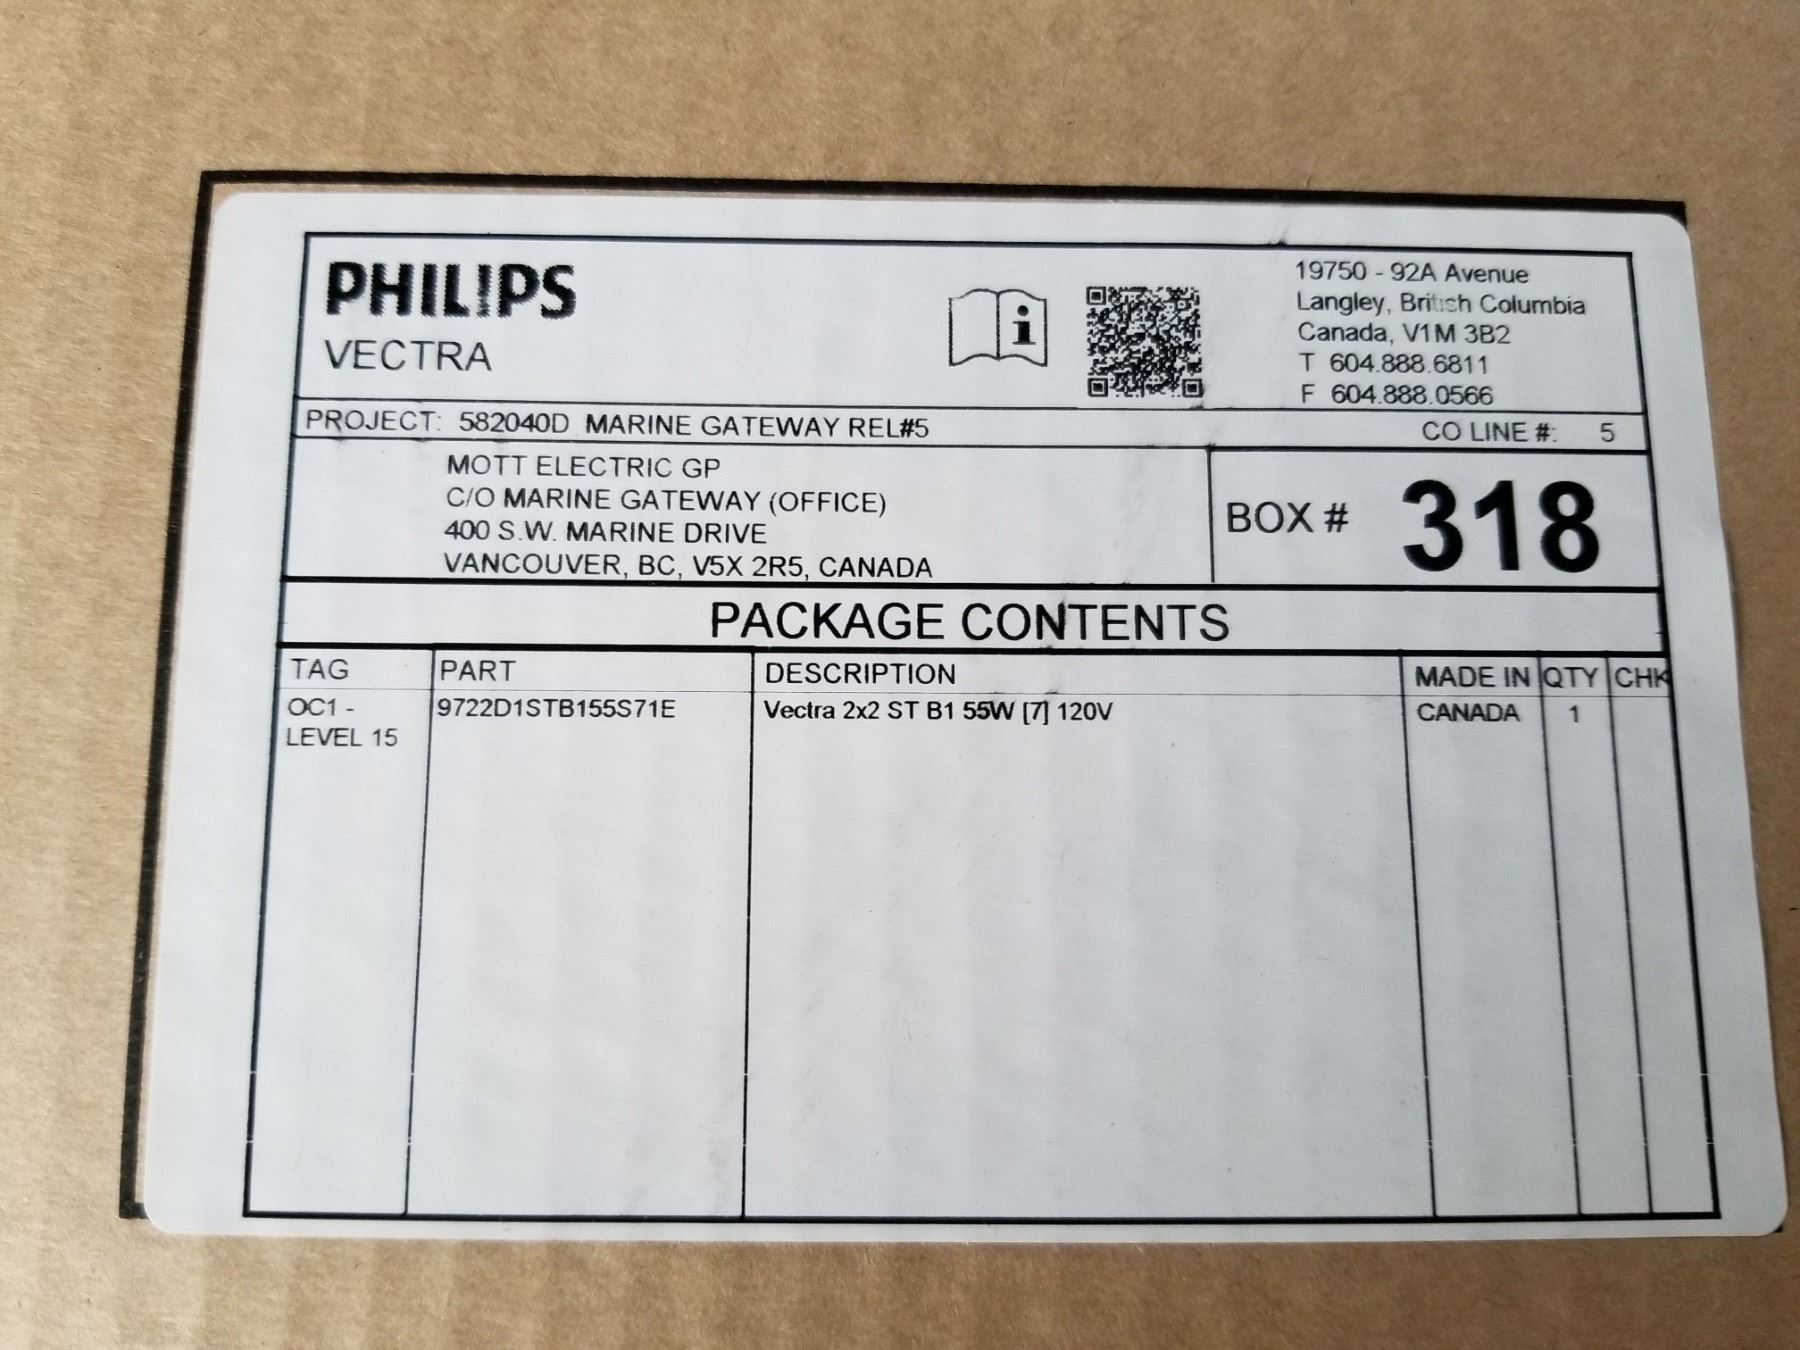 PHILIPS
VECTRA
i
19750 - 92A Avenue
Langley, British Columbia
Canada, V1M 3B2
T 604.888.6811
F 604.888.0566
PROJECT: 582040D MARINE GATEWAY REL#5
CO LINE #: 5
MOTT ELECTRIC GP
C/O MARINE GATEWAY (OFFICE)
400 S.W. MARINE DRIVE
VANCOUVER, BC, V5X 2R5, CANADA
BOX # 318
PACKAGE CONTENTS
TAG PART DESCRIPTION MADE IN QTY CHK
OC1 - 9722D1STB155S71E Vectra 2x2 ST B1 55W [7] 120V CANADA 1
LEVEL 15